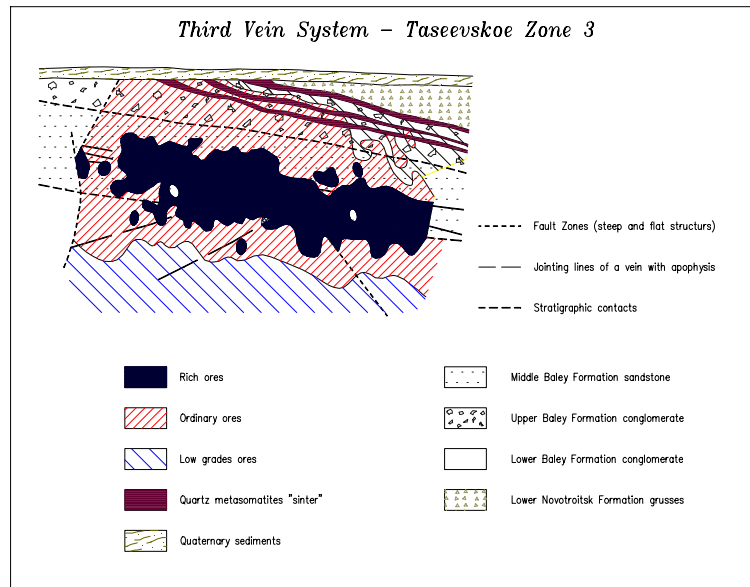 Third Vein System - Taseevskoe Zone 3
Fault Zones (steep and flat structurs)
Jointing lines of a vein with apophysis
Stratigraphic contacts
Rich ores
Ordinary ores
Low grades ores
Quartz metasomatites "sinter"
Quaternary sediments
Middle Baley Formation sandstone
Upper Baley Formation conglomerate
Lower Baley Formation conglomerate
Lower Novotroitsk Formation grusses